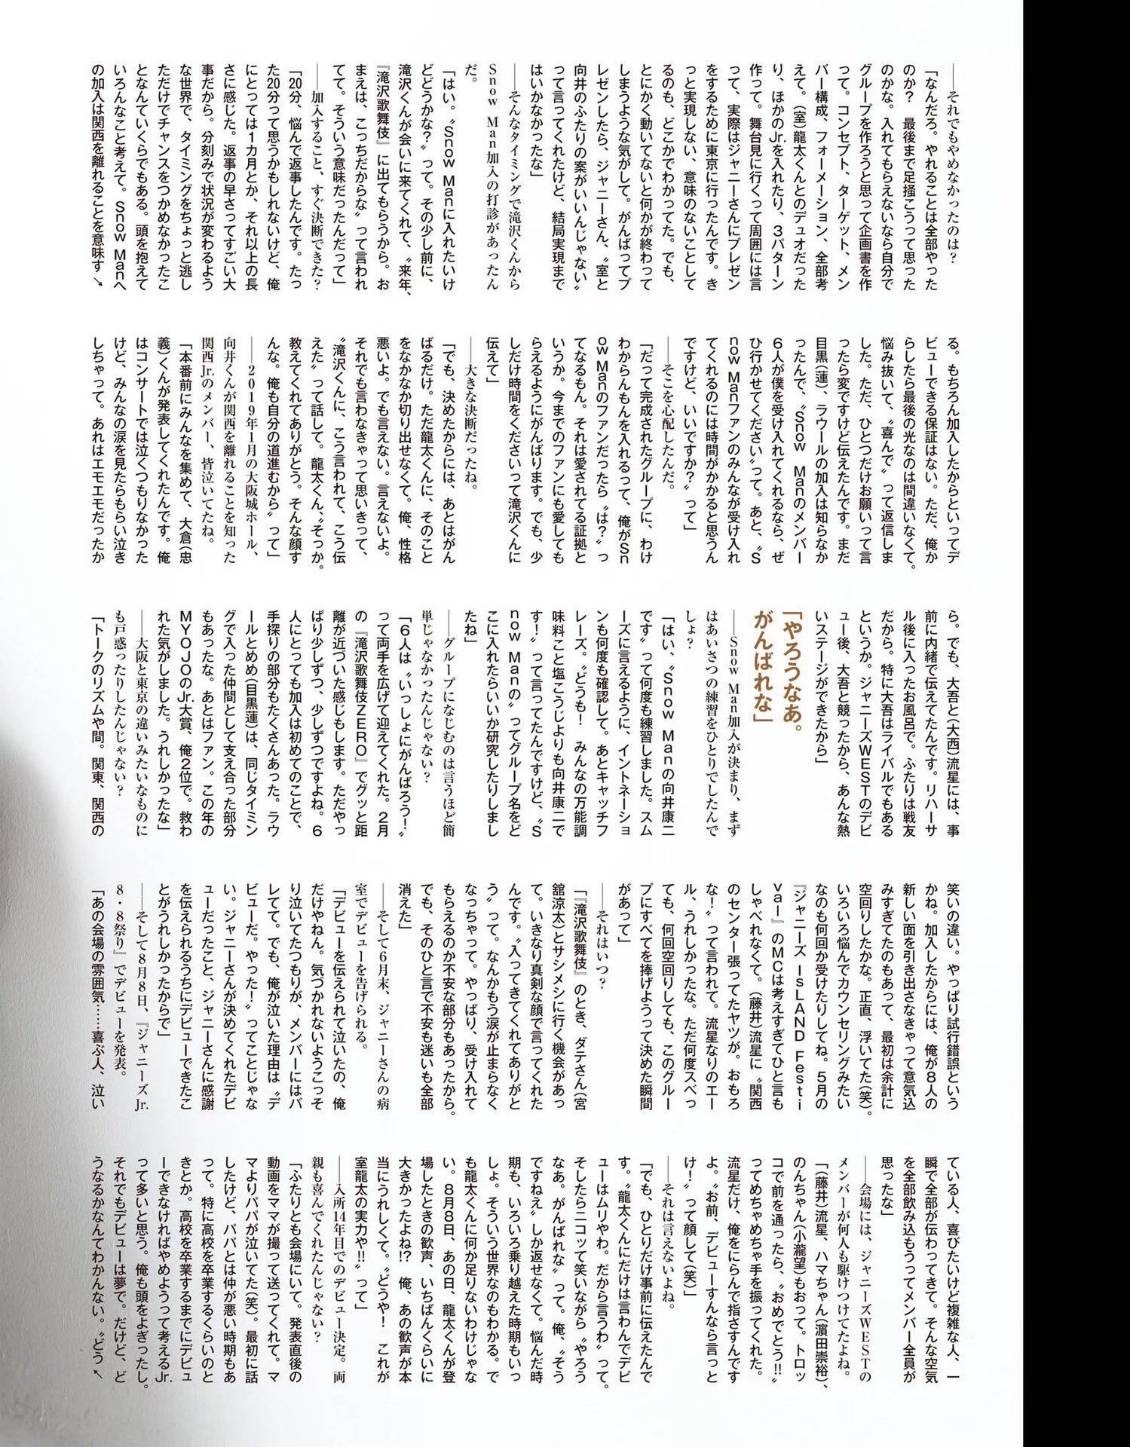 ──それでもやめなかったのは?
「なんだろ。やれることは全部やった
のか? 最後まで足掻こうって思った
のかな。入れてもらえないなら自分で
グループを作ろうと思って企画書を作
って。コンセプト、ターゲット、メン
バー構成、フォーメーション、全部考
えて。(室)龍太くんとのデュオだった
り、ほかのJr.を入れたり、3パターン
作って。舞台見に行くって周囲には言
って、実際はジャニーさんにプレゼン
をするために東京に行ったんです。き
っと実現しない、意味のないことして
るのも、どこかでわかってた。でも、
とにかく動いてないと何かが終わって
しまうような気がして。がんばってプ
レゼンしたら、ジャニーさん、〝室と
向井のふたりの案がいいんじゃない〟
って言ってくれたけど、結局実現まで
はいかなかったな」
──そんなタイミングで滝沢くんから
Snow Man加入の打診があったん
だ。
「はい。〝Snow Manに入れたいけ
どどうかな?〟って。その少し前に、
滝沢くんが会いに来てくれて、〝来年、
『滝沢歌舞伎』に出てもらうから。お
まえは、こっちだからな〟って言われ
てて。そういう意味だったんだって」
──加入すること、すぐ決断できた?
「20分、悩んで返事したんです。たっ
た20分って思うかもしれないけど、俺
にとっては1カ月とか、それ以上の長
さに感じた。返事の早さってすごい大
事だから。分刻みで状況が変わるよう
な世界で、タイミングをちょっと逃し
ただけでチャンスをつかめなかったこ
となんていくらでもある。頭を抱えて
いろんなこと考えて。Snow Manへ
の加入は関西を離れることを意味す↘
る。もちろん加入したからといってデ
ビューできる保証はない。ただ、俺か
らしたら最後の光なのは間違いなくて。
悩み抜いて、〝喜んで〟って返信しま
した。ただ、ひとつだけお願いって言
ったら変ですけど伝えたんです。まだ
目黒(蓮)、ラウールの加入は知らなか
ったんで、〝Snow Manのメンバー
6人が僕を受け入れてくれるなら、ぜ
ひ行かせてください〟って。あと、〝S
now Manファンのみんなが受け入れ
てくれるのには時間がかかると思うん
ですけど、いいですか?〟って」
──そこを心配したんだ。
「だって完成されたグループに、わけ
わからんもんを入れるって、俺がSn
ow Manのファンだったら〝は?〟っ
てなるもん。それは愛されてる証拠と
いうか。今までのファンにも愛しても
らえるようにがんばります。でも、少
しだけ時間をくださいって滝沢くんに
伝えて」
──大きな決断だったね。
「でも、決めたからには、あとはがん
ばるだけ。ただ龍太くんに、そのこと
をなかなか切り出せなくて。俺、性格
悪いよ。でも言えない。言えないよ。
それでも言わなきゃって思いきって、
〝滝沢くんに、こう言われて、こう伝
えた〟って話して。龍太くん、〝そっか。
教えてくれてありがとう。そんな顔す
んな。俺も自分の道進むから〟って」
──2019年1月の大阪城ホール、
向井くんが関西を離れることを知った
関西Jr.のメンバー、皆泣いてたね。
「本番前にみんなを集めて、大倉(忠
義)くんが発表してくれたんです。俺
はコンサートでは泣くつもりなかった
けど、みんなの涙を見たらもらい泣き
しちゃって。あれはエモエモだったか
ら。でも、大吾と(大西)流星には、事
前に内緒で伝えてたんです。リハーサ
ル後に入ったお風呂で。ふたりは戦友
だから。特に大吾はライバルでもある
というか。ジャニーズWESTのデビ
ュー後、大吾と競ったから、あんな熱
いステージができたから」
「やろうなあ。
がんばれな」
──Snow Man加入が決まり、まず
はあいさつの練習をひとりでしたんで
しょ?
「はい、〝Snow Manの向井康二
です〟って何度も練習しました。スム
ーズに言えるように、イントネーショ
ンも何度も確認して。あとキャッチフ
レーズ。〝どうも! みんなの万能調
味料こと塩こうじよりも向井康二で
す!〟って言ってたんですけど、〝S
now Manの〟ってグループ名をど
こに入れたらいいか研究したりしまし
たね」
──グループになじむのは言うほど簡
単じゃなかったんじゃない?
「6人は、〝いっしょにがんばろう!〟
って両手を広げて迎えてくれた。2月
の『滝沢歌舞伎ZERO』でグッと距
離が近づいた感じもします。ただやっ
ぱり少しずつ、少しずつですよね。6
人にとっても加入は初めてのことで、
手探りの部分もたくさんあった。ラウ
ールとめめ(目黒蓮)は、同じタイミン
グで入った仲間として支え合った部分
もあったな。あとはファン。この年の
MYOJOのJr.大賞、俺2位で。救わ
れた気がしました。うれしかったな」
──大阪と東京の違いみたいなものに
も戸惑ったりしたんじゃない?
「トークのリズムや間。関東、関西の
笑いの違い。やっぱり試行錯誤という
かね。加入したからには、俺が8人の
新しい面を引き出さなきゃって意気込
みすぎてたのもあって、最初は余計に
空回りしたかな。正直、浮いてた(笑)。
いろいろ悩んでカウンセリングみたい
なのも何回か受けたりしてね。5月の
『ジャニーズ IsLAND Festi
val』のMCは考えすぎてひと言も
しゃべれなくて。(藤井)流星に〝関西
のセンター張ってたヤツが。おもろ
な!〟って言われて。流星なりのエー
ル、うれしかったな。ただ何度スベっ
ても、何回空回りしても、このグルー
プにすべてを捧げようって決めた瞬間
があって」
──それはいつ?
「『滝沢歌舞伎』のとき、ダテさん(宮
舘涼太)とサシメシに行く機会があっ
て。いきなり真剣な顔で言ってくれた
んです。〝入ってきてくれてありがと
う〟って。なんかもう涙が止まらなく
なっちゃって。やっぱり、受け入れて
もらえるのか不安な部分もあったから。
でも、そのひと言で不安も迷いも全部
消えた」
──そして6月末、ジャニーさんの病
室でデビューを告げられる。
「デビューを伝えられて泣いたの、俺
だけやねん。気づかれないようこっそ
り泣いてたつもりが、メンバーにはバ
レてて。でも、俺が泣いた理由は〝デ
ビューだ。やった!〟ってことじゃな
い。ジャニーさんが決めてくれたデビ
ューだったこと、ジャニーさんに感謝
を伝えられるうちにデビューできたこ
とがうれしかったからで」
──そして8月8日、『ジャニーズJr.
8・8祭り』でデビューを発表。
「あの会場の雰囲気……喜ぶ人、泣い
ている人、喜びたいけど複雑な人、一
瞬で全部が伝わってきて。そんな空気
を全部飲み込もうってメンバー全員が
思ったな」
──会場には、ジャニーズWESTの
メンバーが何人も駆けつけてたよね。
「(藤井)流星、ハマちゃん(濵田崇裕)、
のんちゃん(小瀧望)もおって。トロッ
コで前を通ったら、〝おめでとう!!〟
ってめちゃめちゃ手を振ってくれた。
流星だけ、俺をにらんで指さすんです
よ。〝お前、デビューすんなら言っと
け!〟って顔して(笑)」
──それは言えないよね。
「でも、ひとりだけ事前に伝えたんで
す。〝龍太くんにだけは言わんでデビ
ューはムリやわ。だから言うわ〟って。
そしたらニコって笑いながら〝やろう
なあ。がんばれな〟って。俺、〝そう
ですねえ〟しか返せなくて。悩んだ時
期も、いろいろ乗り越えた時期もいっ
しょ。そういう世界なのもわかる。で
も龍太くんに何か足りないわけじゃな
い。8月8日、あの日、龍太くんが登
場したときの歓声、いちばんくらいに
大きかったよね!? 俺、あの歓声が本
当にうれしくて。〝どうや! これが
室龍太の実力や!!〟って」
──入所14年目でのデビュー決定。両
親も喜んでくれたんじゃない?
「ふたりとも会場にいて。発表直後の
動画をママが撮って送ってくれて。マ
マよりパパが泣いてた(笑)。最初に話
したけど、パパとは仲が悪い時期もあ
って。特に高校を卒業するくらいのと
きとか。高校を卒業するまでにデビュ
ーできなければやめようって考えるJr.
って多いと思う。俺も頭をよぎったし。
それでもデビューは夢で。だけど、ど
うなるかなんてわかんない。〝どう↖